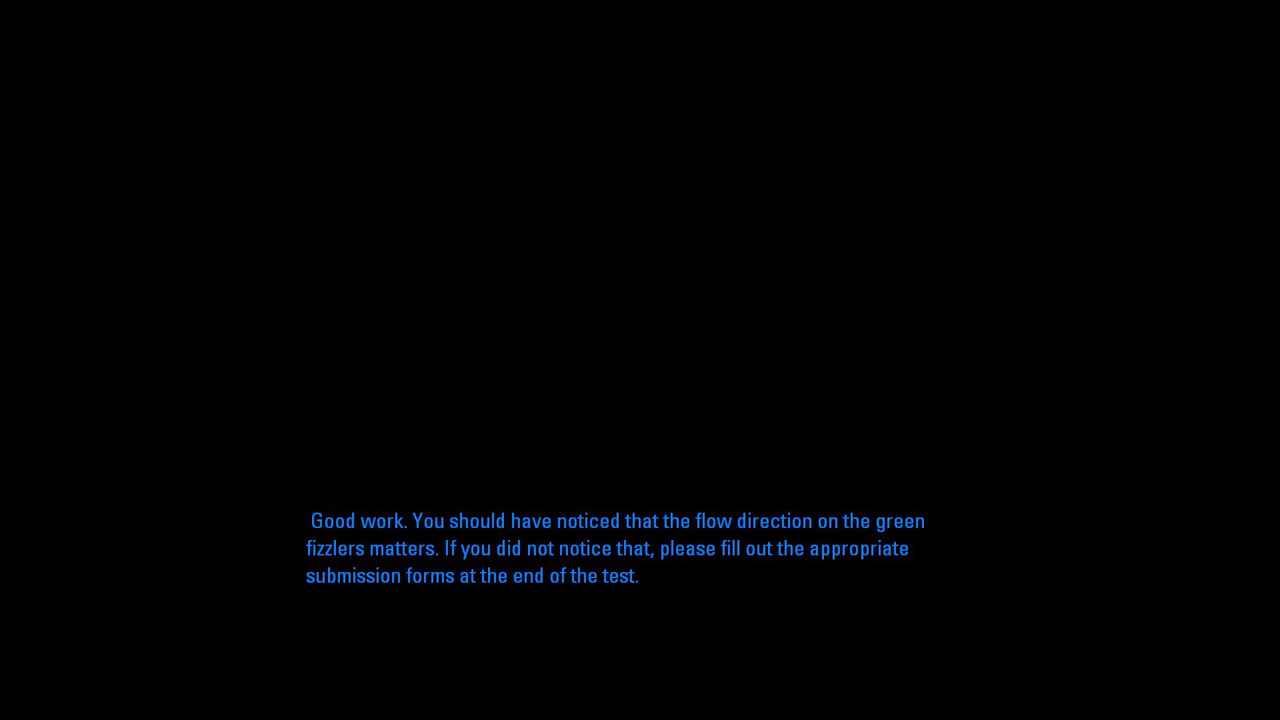 Good work. You should have noticed that the flow direction on the green
fizzlers matters. If you did not notice that, please fill out the appropriate
submission forms at the end of the test.